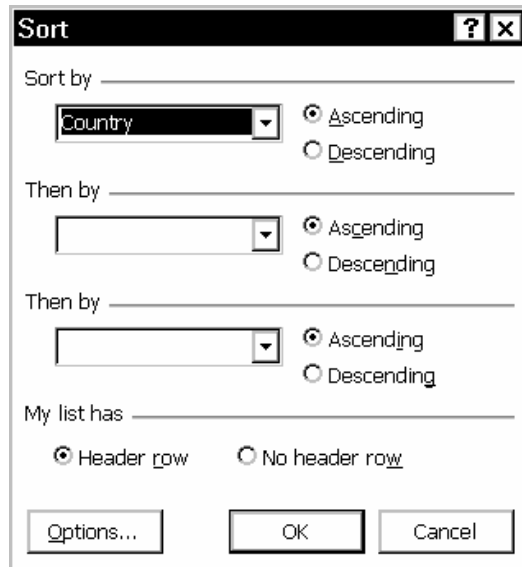 Sort ? ×
Sort by
Country
Ascending
Descending
Then by
Ascending
Descending
Then by
Ascending
Descending
My list has
Header row No header row
Options... OK Cancel